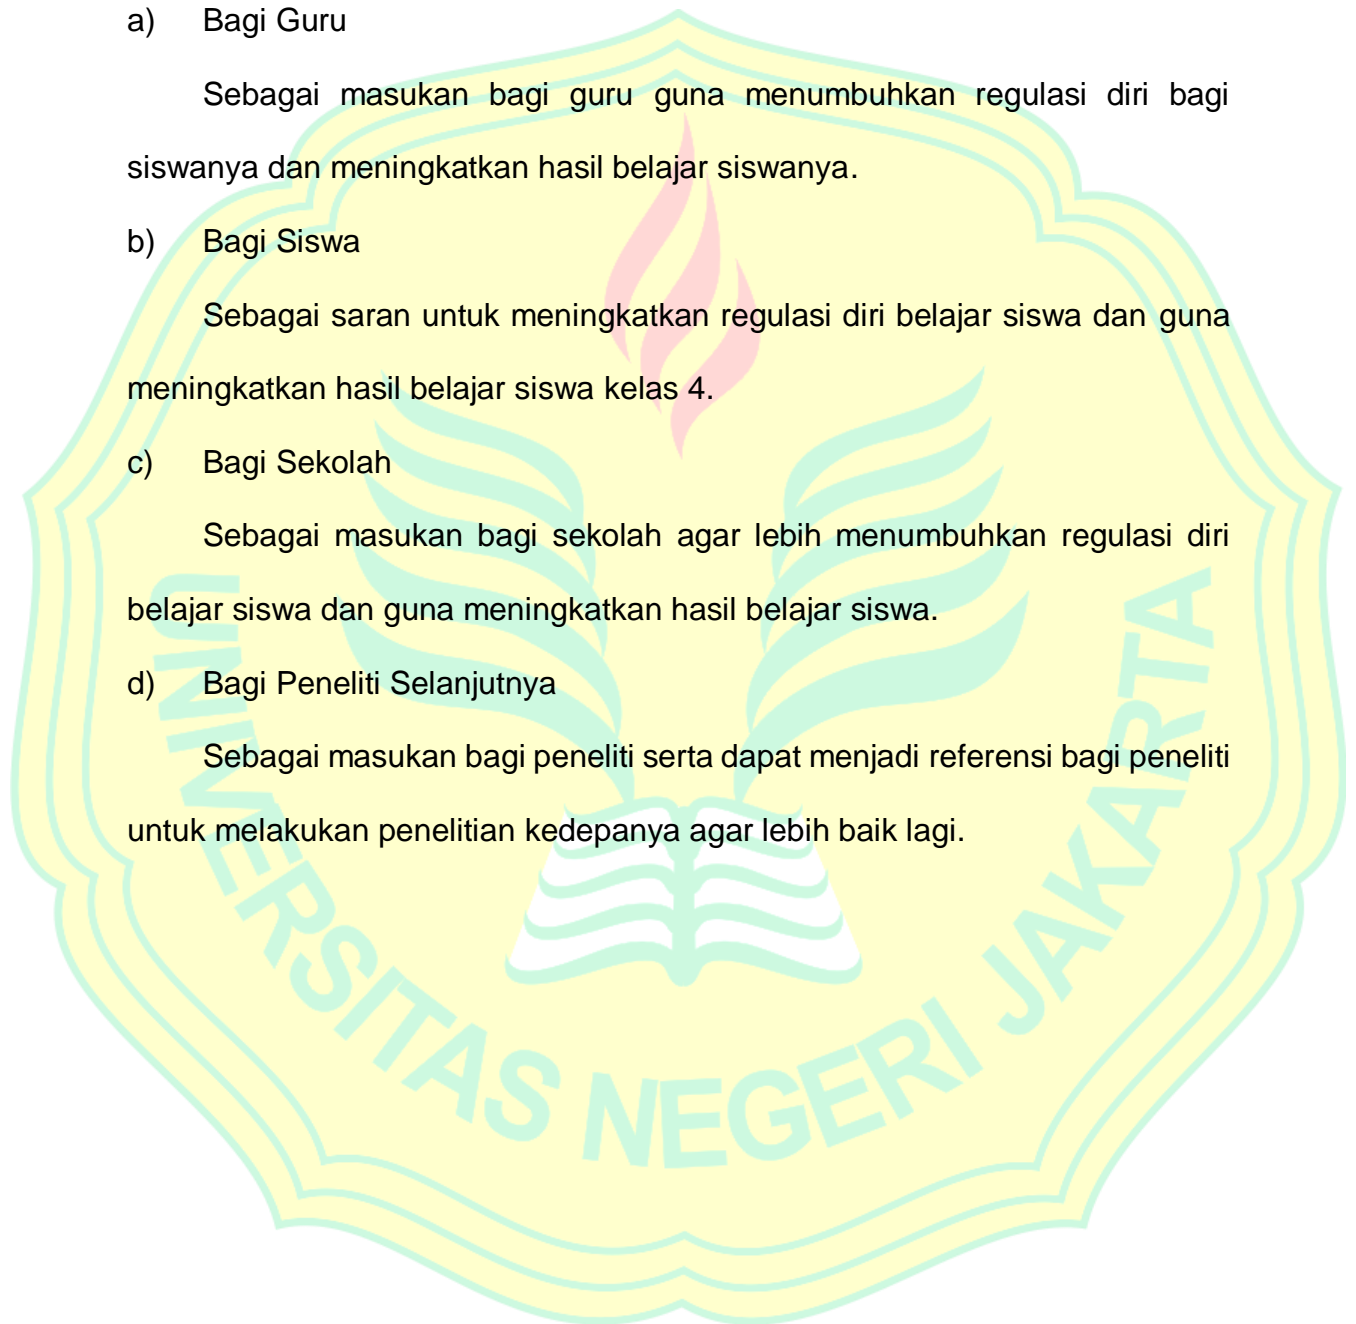 a) Bagi Guru
Sebagai masukan bagi guru guna menumbuhkan regulasi diri bagi
siswanya dan meningkatkan hasil belajar siswanya.
b) Bagi Siswa
Sebagai saran untuk meningkatkan regulasi diri belajar siswa dan guna
meningkatkan hasil belajar siswa kelas 4.
c) Bagi Sekolah
Sebagai masukan bagi sekolah agar lebih menumbuhkan regulasi diri
belajar siswa dan guna meningkatkan hasil belajar siswa.
d) Bagi Peneliti Selanjutnya
Sebagai masukan bagi peneliti serta dapat menjadi referensi bagi peneliti
untuk melakukan penelitian kedepanya agar lebih baik lagi.
UNIVERSITAS NEGERI JAKARTA